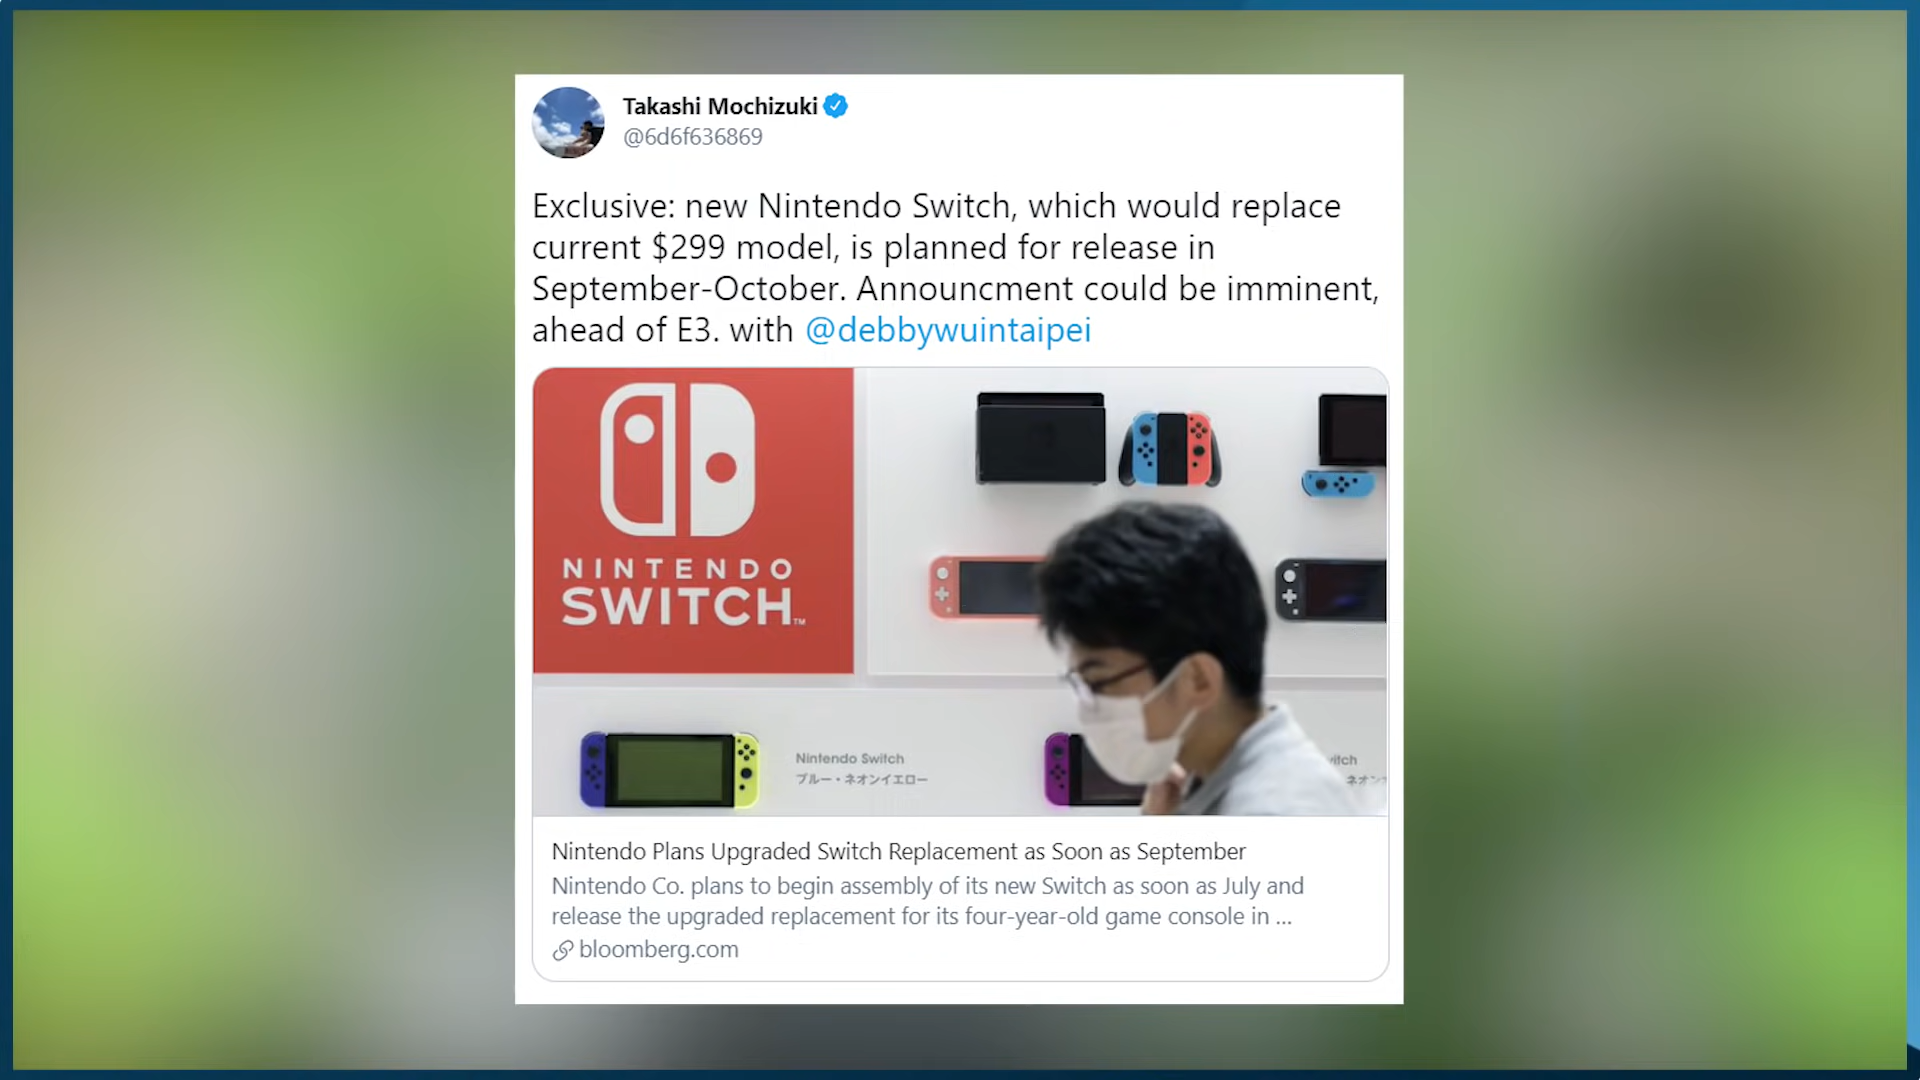 Takashi Mochizuki
@6d6f636869
Exclusive: new Nintendo Switch, which would replace
current $299 model, is planned for release in
September-October. Announcment could be imminent,
ahead of E3. with @debbywuintaipei
NINTENDO
SWITCH™
Nintendo Switch
ブルー・ネオンイエロー
Nintendo Plans Upgraded Switch Replacement as Soon as September
Nintendo Co. plans to begin assembly of its new Switch as soon as July and
release the upgraded replacement for its four-year-old game console in ...
bloomberg.com